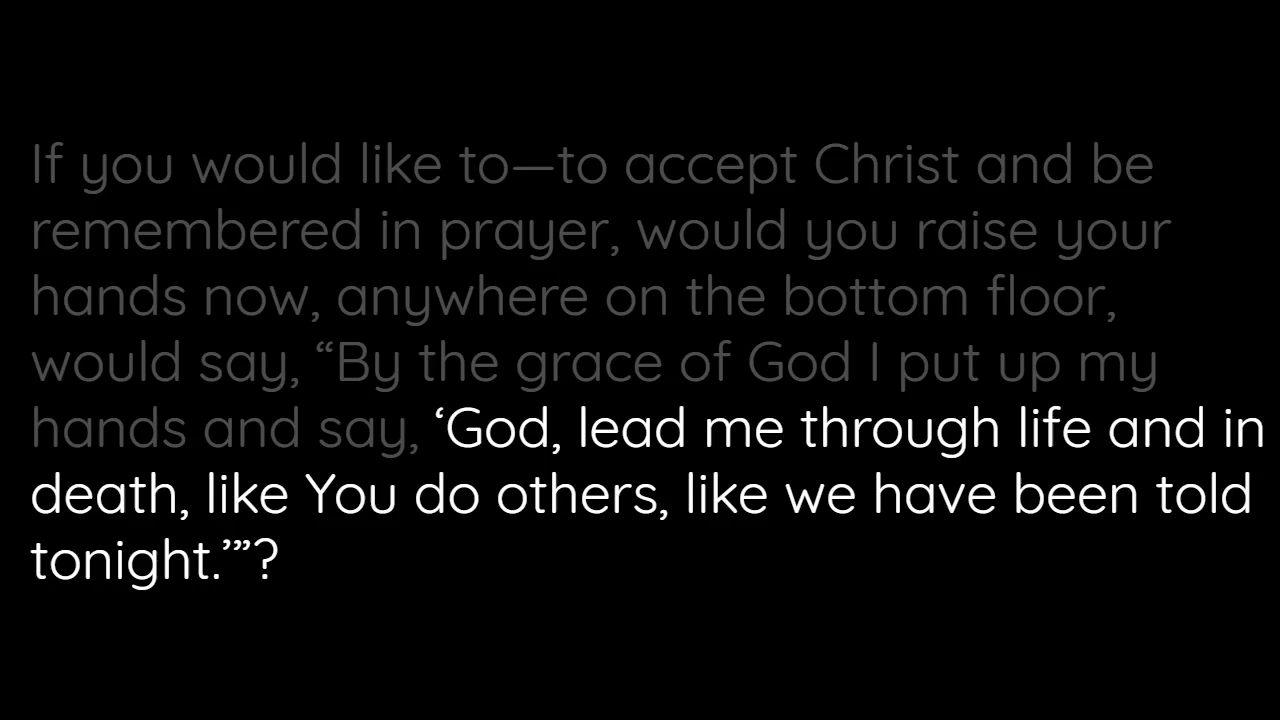 If you would like to—to accept Christ and be
remembered in prayer, would you raise your
hands now, anywhere on the bottom floor,
would say, “By the grace of God I put up my
hands and say, ‘God, lead me through life and in
death, like You do others, like we have been told
tonight.’”?